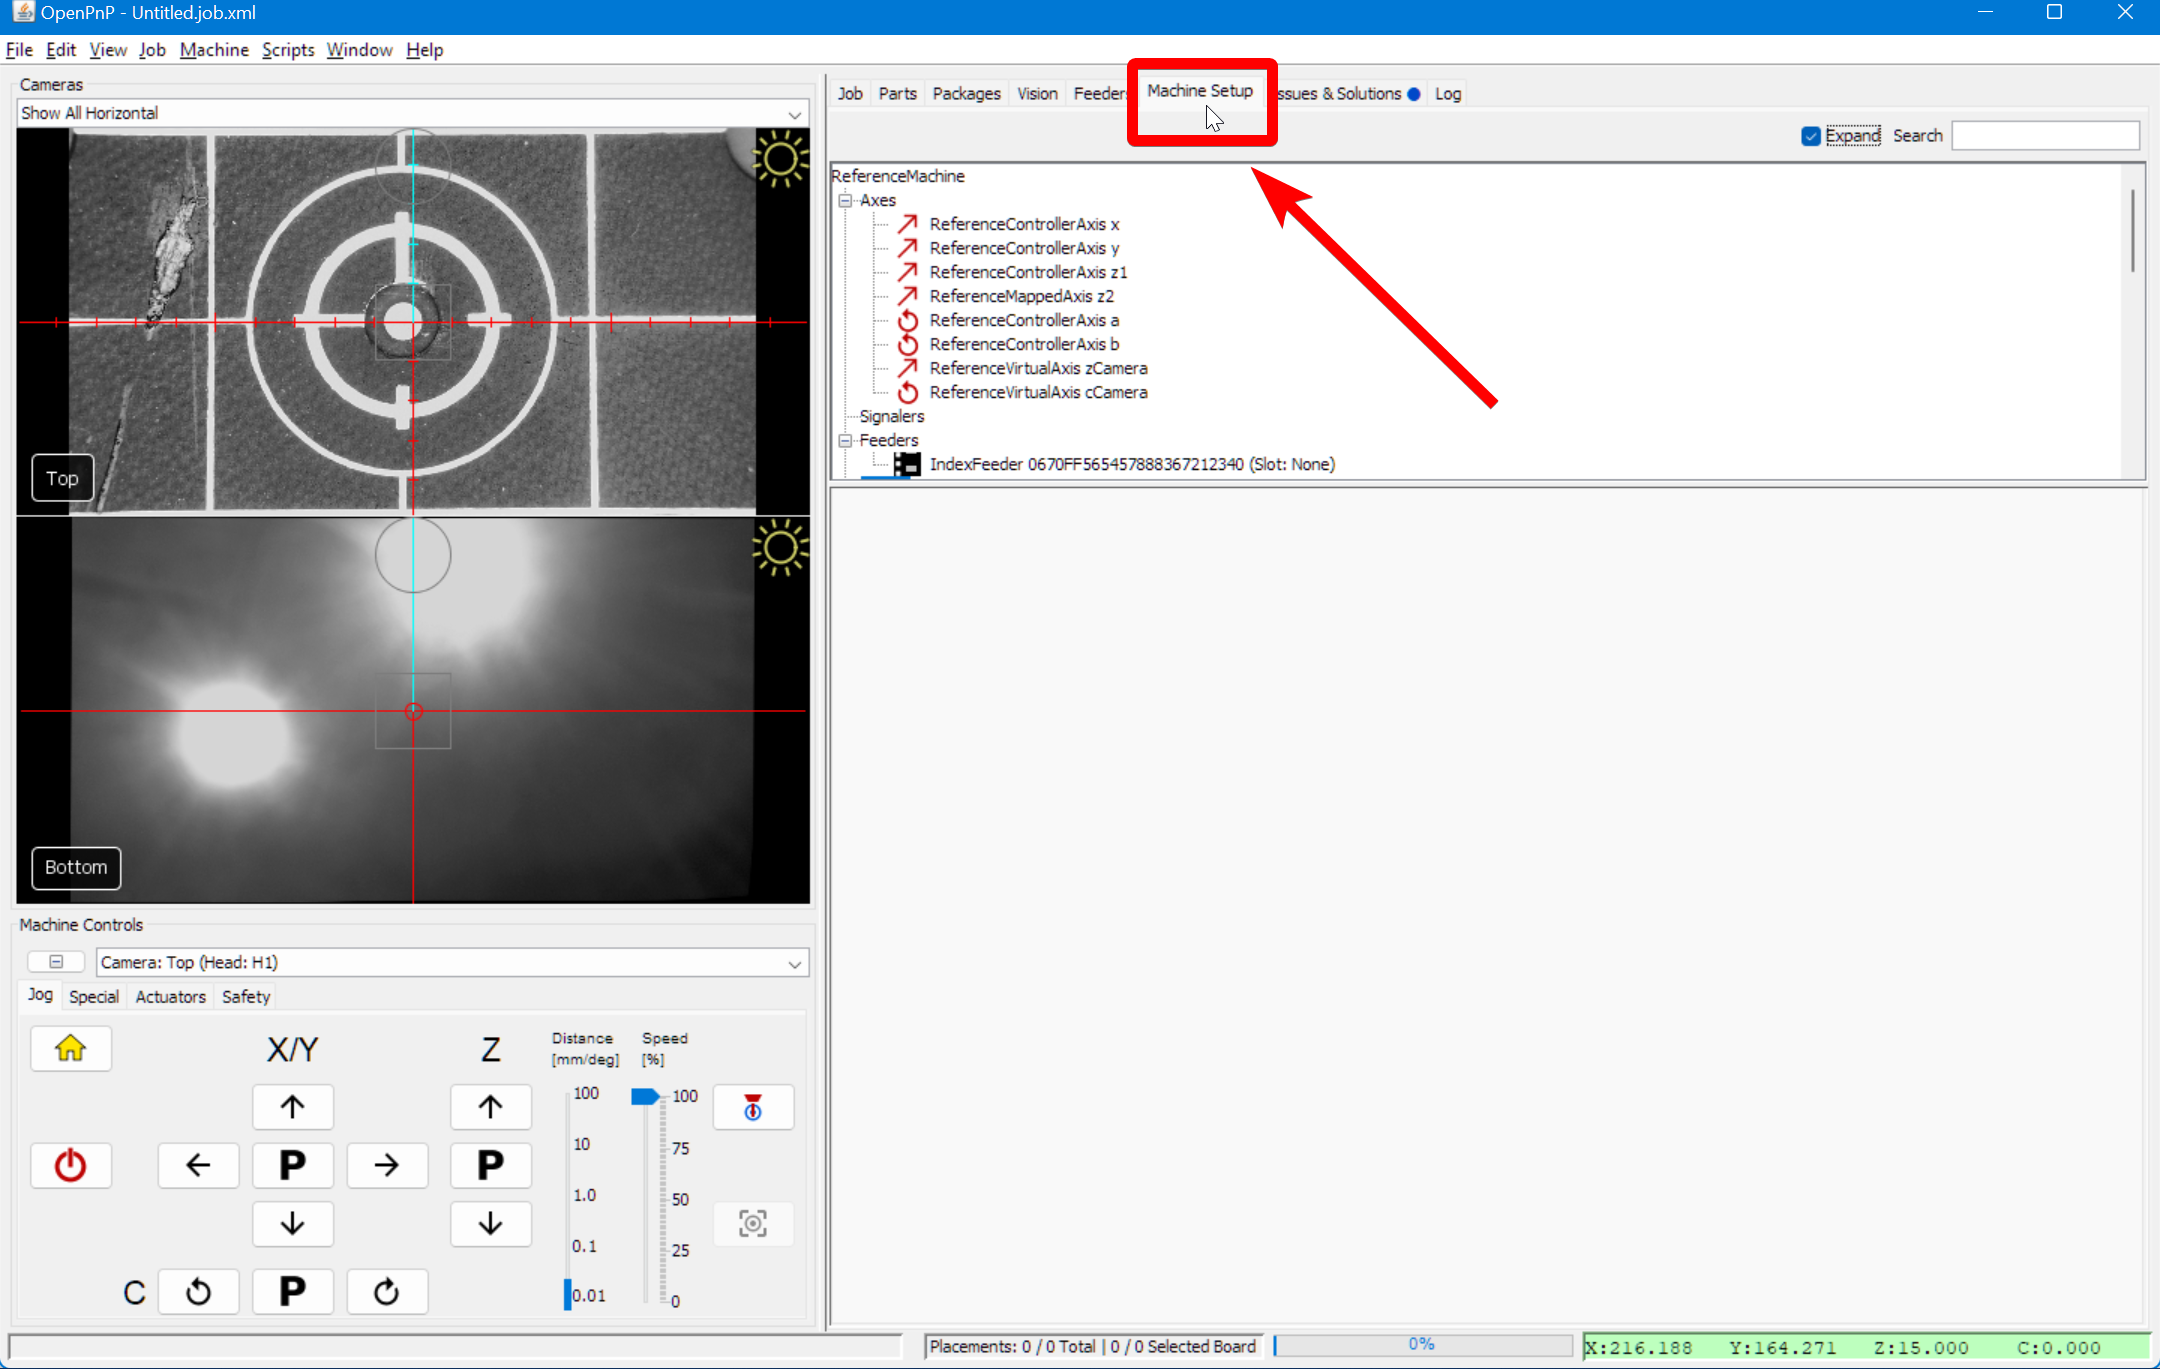 OpenPnP - Untitled.job.xml
File Edit View Job Machine Scripts Window Help
Cameras
Show All Horizontal
Top
Bottom
Machine Controls
Camera: Top (Head: H1)
Jog Special Actuators Safety
X/Y Z Distance [mm/deg] Speed [%]
100 100
10 75
1.0 50
0.1 25
0.01 0
P P
C P
Job Parts Packages Vision Feeders Machine Setup ssues & Solutions Log
Expand Search
ReferenceMachine
Axes
ReferenceControllerAxis x
ReferenceControllerAxis y
ReferenceControllerAxis z1
ReferenceMappedAxis z2
ReferenceControllerAxis a
ReferenceControllerAxis b
ReferenceVirtualAxis zCamera
ReferenceVirtualAxis cCamera
Signalers
Feeders
IndexFeeder 0670FF565457888367212340 (Slot: None)
Placements: 0 / 0 Total | 0 / 0 Selected Board 0% X:216.188 Y:164.271 Z:15.000 C:0.000